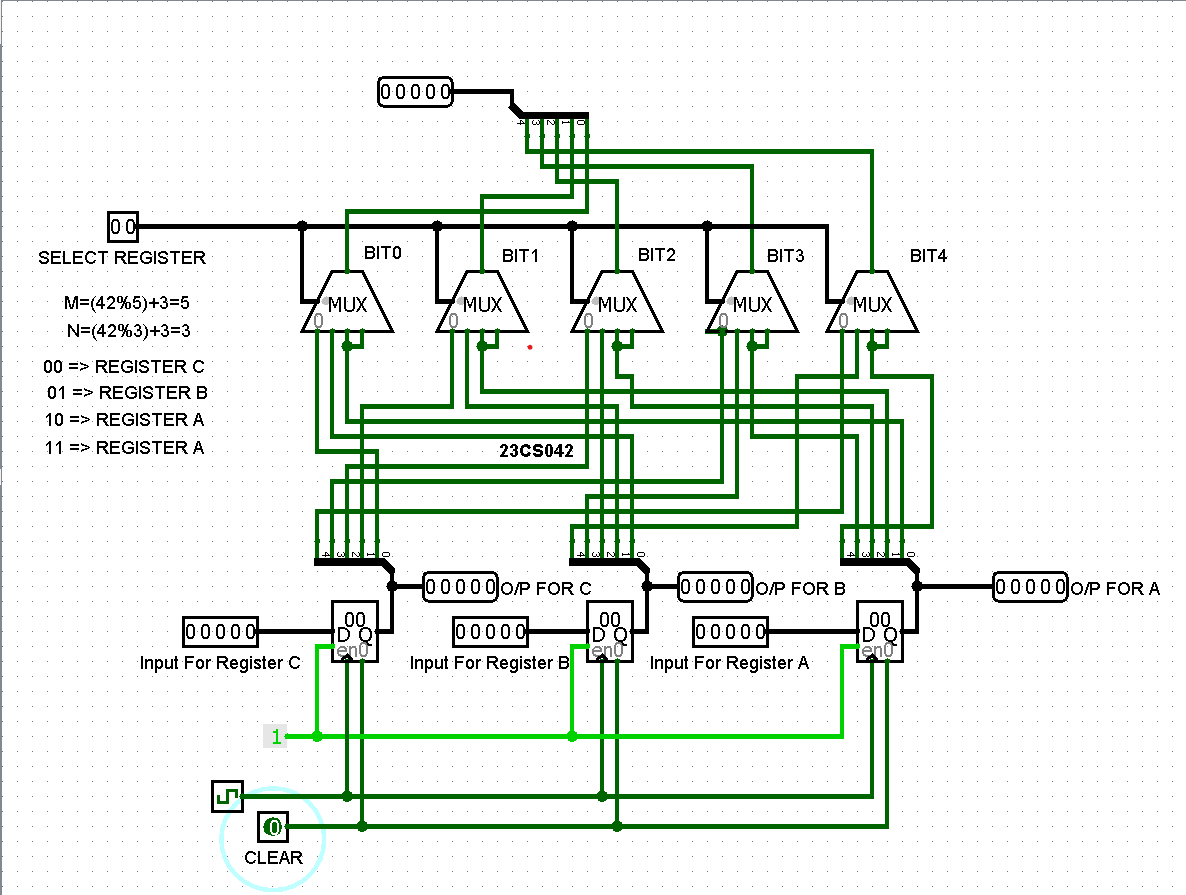 00000
4 3 2 1 0
00
SELECT REGISTER
BIT0 BIT1 BIT2 BIT3 BIT4
MUX MUX MUX MUX MUX
0 0 0 0 0
M=(42%5)+3=5
N=(42%3)+3=3
00 => REGISTER C
01 => REGISTER B
10 => REGISTER A
11 => REGISTER A
23CS042
4 3 2 1 0 4 3 2 1 0 4 3 2 1 0
00000 O/P FOR C 00000 O/P FOR B 00000 O/P FOR A
00 00 00
00000 D Q 00000 D Q 00000 D Q
en0 en0 en0
Input For Register C Input For Register B Input For Register A
1
0
CLEAR